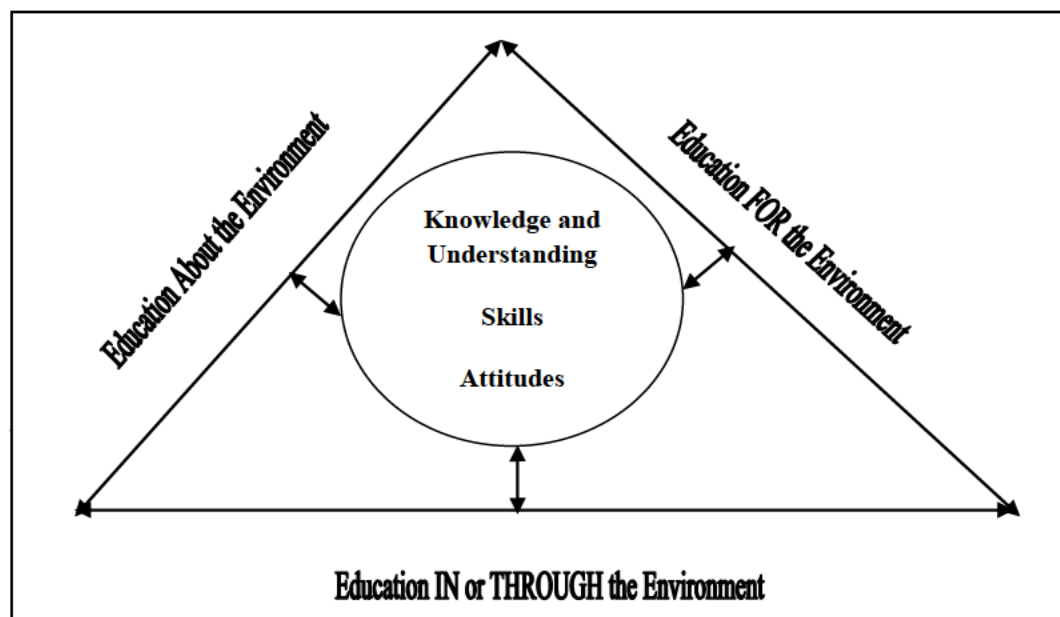 Education About the Environment
Education FOR the Environment
Knowledge and
Understanding
Skills
Attitudes
Education IN or THROUGH the Environment